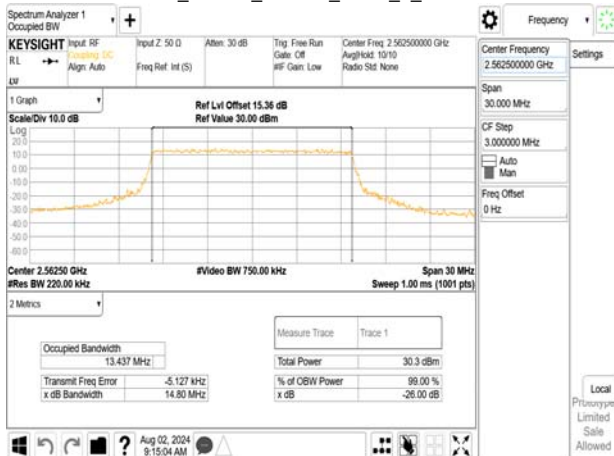 Spectrum Analyzer 1
Occupied BW
Frequency
KEYSIGHT
RL
Input: RF
Coupling: DC
Align: Auto
Input Z: 50 Ω
Freq Ref: Int (S)
Atten: 30 dB
Trig: Free Run
Gate: Off
#IF Gain: Low
Center Freq: 2.562500000 GHz
Avg|Hold: 10/10
Radio Std: None
Center Frequency
2.562500000 GHz
Settings
Span
30.000 MHz
CF Step
3.000000 MHz
Auto
Man
Freq Offset
0 Hz
1 Graph
Scale/Div 10.0 dB
Ref Lvl Offset 15.36 dB
Ref Value 30.00 dBm
Log
20.0
10.0
0.00
-10.0
-20.0
-30.0
-40.0
-50.0
-60.0
Center 2.56250 GHz
#Video BW 750.00 kHz
Span 30 MHz
#Res BW 220.00 kHz
Sweep 1.00 ms (1001 pts)
2 Metrics
Measure Trace
Trace 1
Occupied Bandwidth
13.437 MHz
Total Power
30.3 dBm
Transmit Freq Error
-5.127 kHz
% of OBW Power
99.00 %
x dB Bandwidth
14.80 MHz
x dB
-26.00 dB
Local
Prototype
Limited
Sale
Allowed
?
Aug 02, 2024
9:15:04 AM